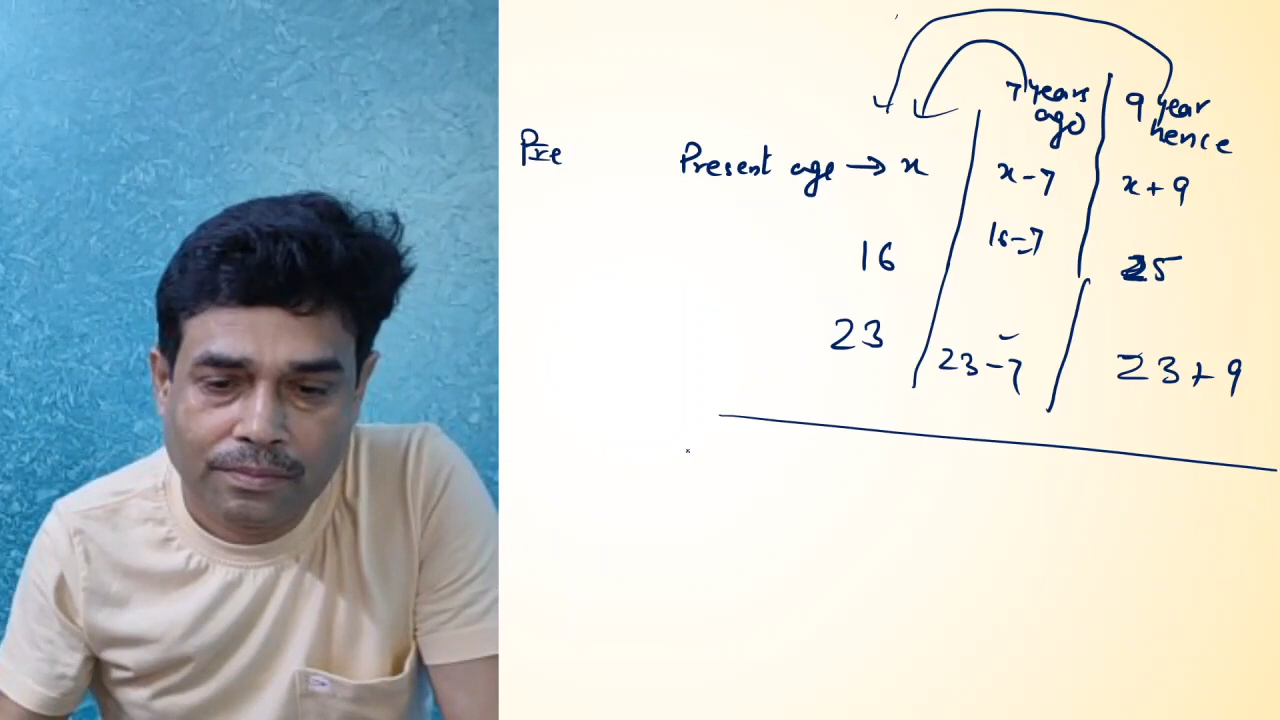 7 years ago
9 year hence
Pre
Present age → x
x - 7
x + 9
16
16 - 7
25
23
23 - 7
23 + 9